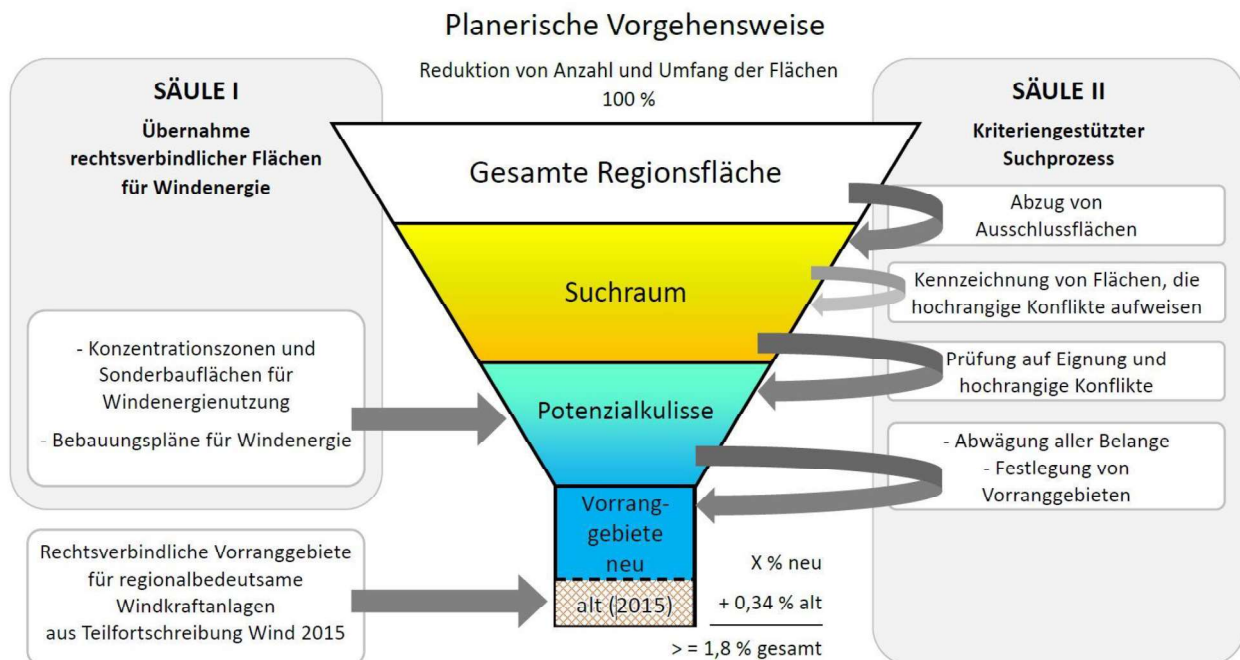 Planerische Vorgehensweise
Reduktion von Anzahl und Umfang der Flächen
100 %
SÄULE I
Übernahme
rechtsverbindlicher Flächen
für Windenergie
- Konzentrationszonen und
Sonderbauflächen für
Windenergienutzung
- Bebauungspläne für Windenergie
Rechtsverbindliche Vorranggebiete
für regionalbedeutsame
Windkraftanlagen
aus Teilfortschreibung Wind 2015
Gesamte Regionsfläche
Suchraum
Potenzialkulisse
Vorrang-
gebiete
neu
alt (2015)
X % neu
+ 0,34 % alt
> = 1,8 % gesamt
SÄULE II
Kriteriengestützter
Suchprozess
Abzug von
Ausschlussflächen
Kennzeichnung von Flächen, die
hochrangige Konflikte aufweisen
Prüfung auf Eignung und
hochrangige Konflikte
- Abwägung aller Belange
- Festlegung von
Vorranggebieten